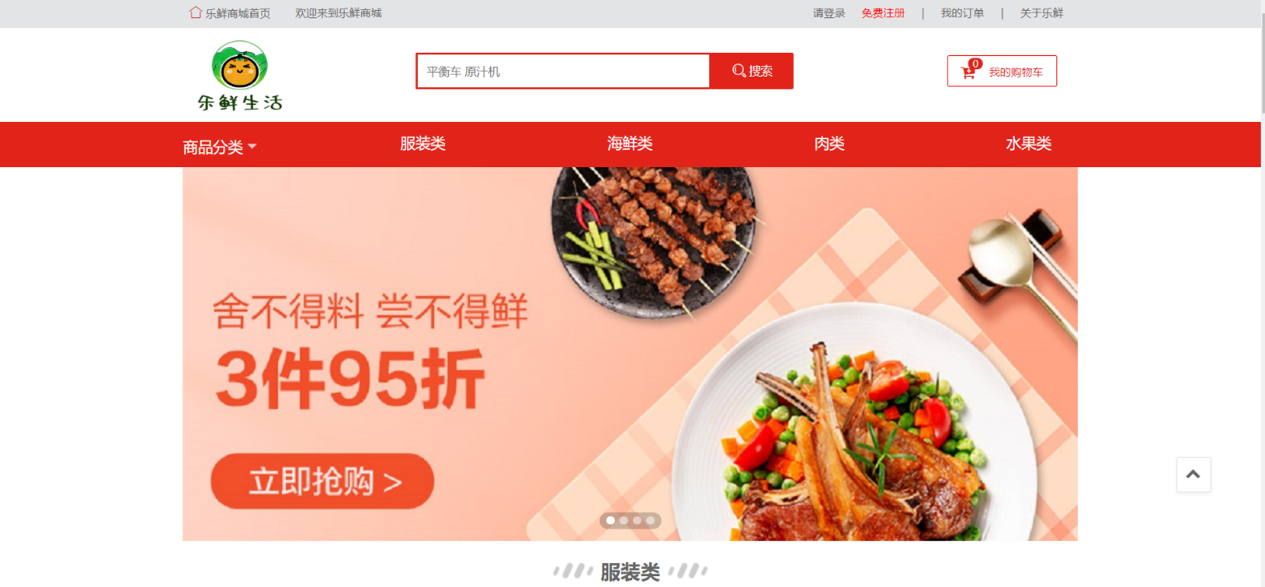 乐鲜商城首页 欢迎来到乐鲜商城 请登录 免费注册 | 我的订单 | 关于乐鲜
乐鲜生活
平衡车 原汁机
搜索
0 我的购物车
商品分类 服装类 海鲜类 肉类 水果类
舍不得料 尝不得鲜
3件95折
立即抢购 >
服装类